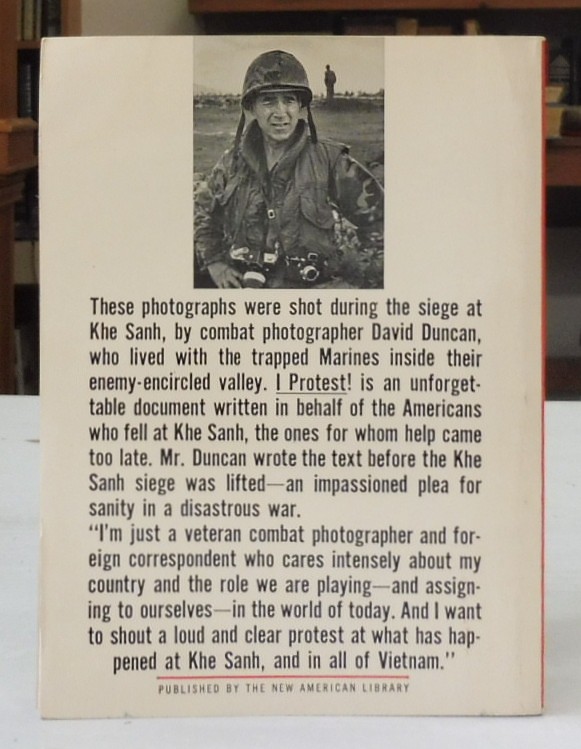 These photographs were shot during the siege at
Khe Sanh, by combat photographer David Duncan,
who lived with the trapped Marines inside their
enemy-encircled valley. I Protest! is an unforget-
table document written in behalf of the Americans
who fell at Khe Sanh, the ones for whom help came
too late. Mr. Duncan wrote the text before the Khe
Sanh siege was lifted—an impassioned plea for
sanity in a disastrous war.
“I’m just a veteran combat photographer and for-
eign correspondent who cares intensely about my
country and the role we are playing—and assign-
ing to ourselves—in the world of today. And I want
to shout a loud and clear protest at what has hap-
pened at Khe Sanh, and in all of Vietnam.”
PUBLISHED BY THE NEW AMERICAN LIBRARY